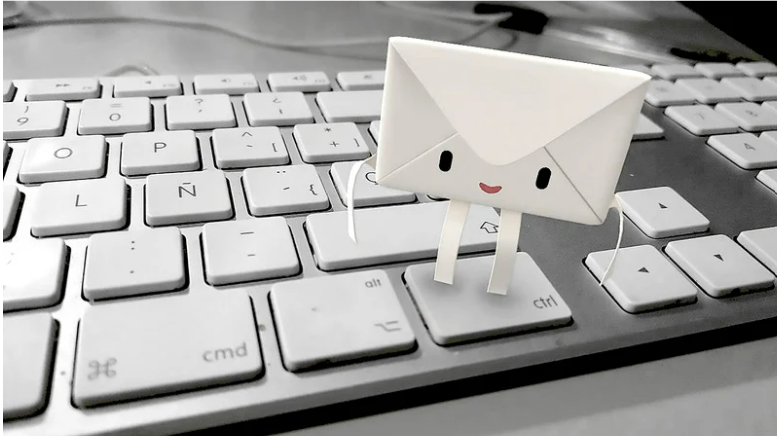 9
=
0
?
'
¿
¡
O
P
^
` [
*
+ ]
L
Ñ
¨
´ {
:
.
_
-
alt
cmd
ctrl